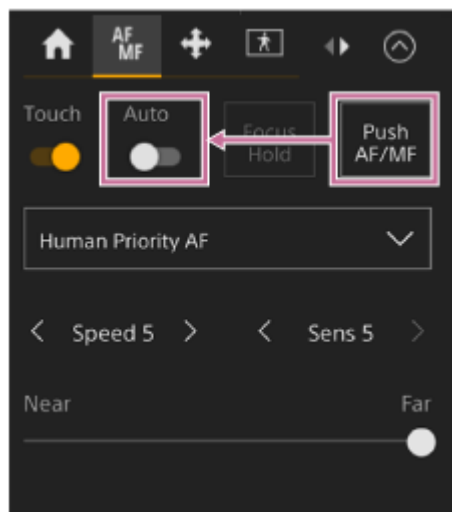 AF
MF
Touch
Auto
Focus
Hold
Push
AF/MF
Human Priority AF
Speed 5
Sens 5
Near
Far